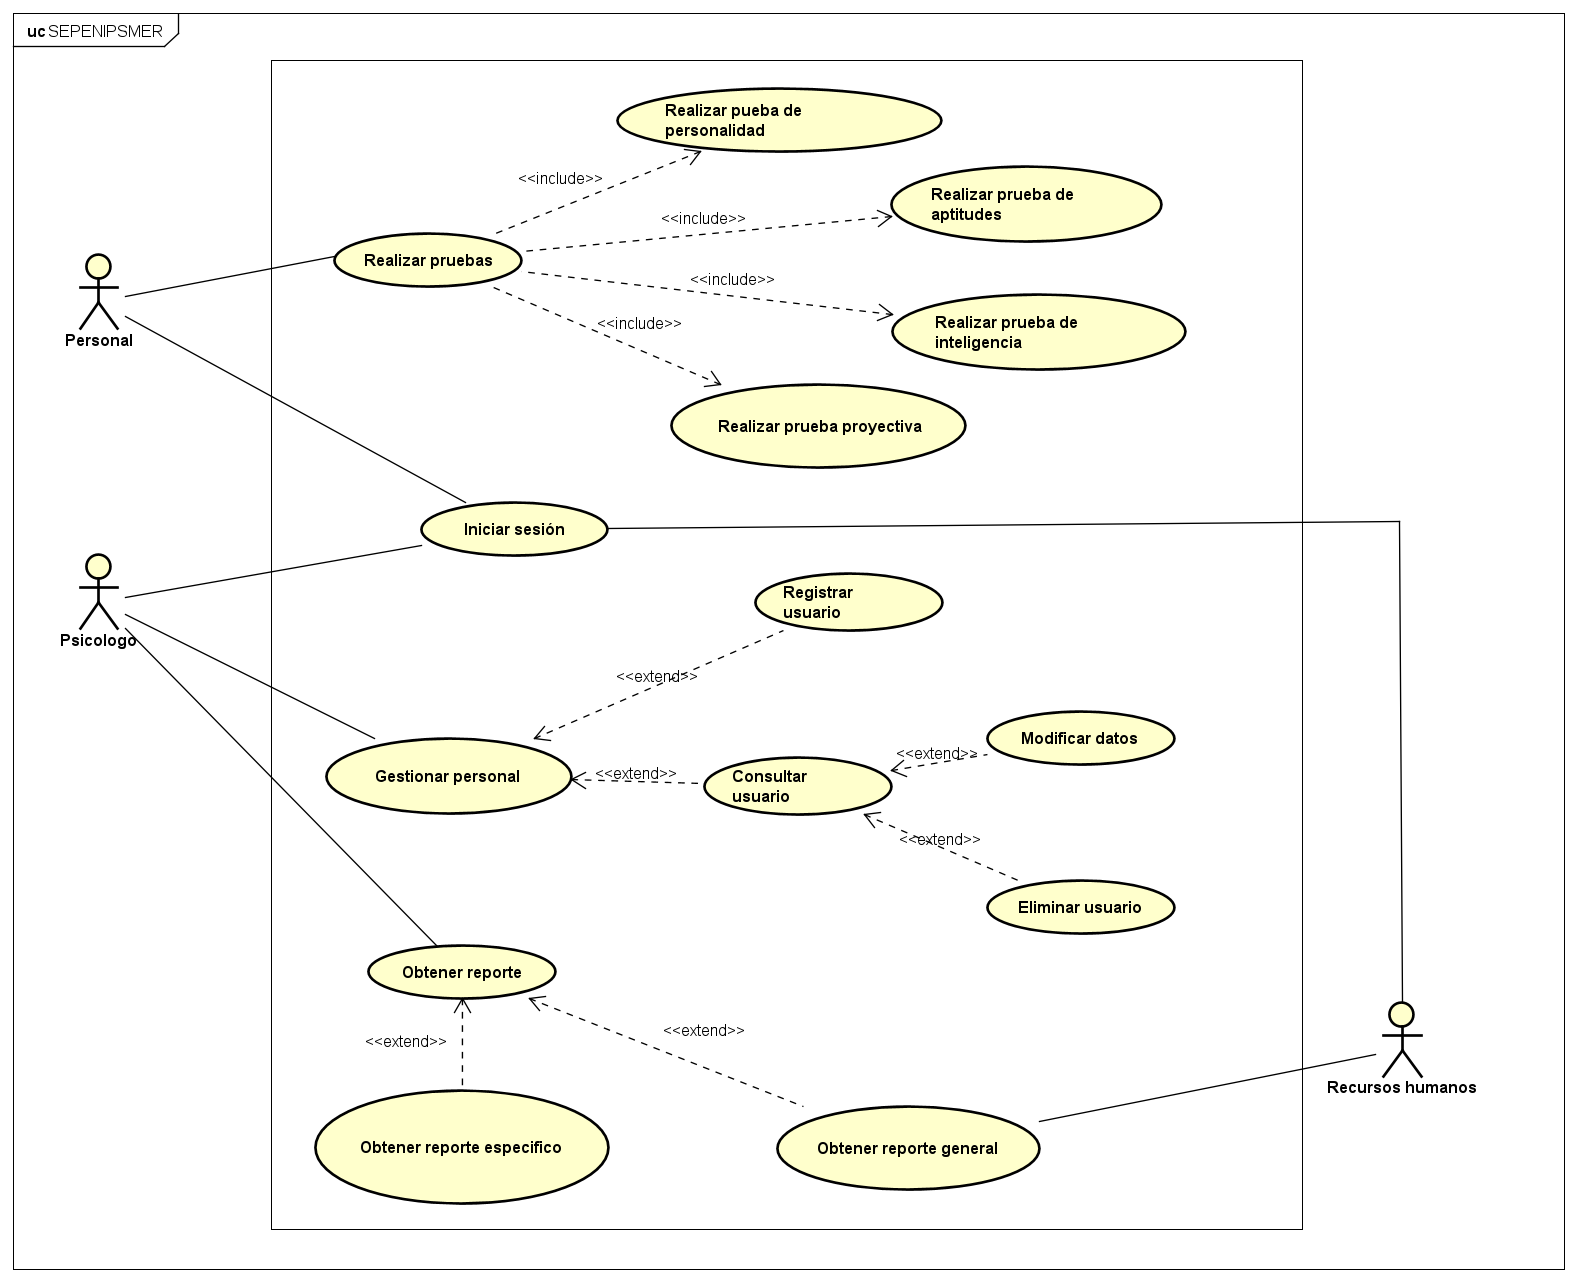 uc SEPENIPSMER
Realizar pueba de
personalidad
<<include>>
Realizar prueba de
aptitudes
<<include>>
Realizar pruebas
<<include>>
Realizar prueba de
inteligencia
<<include>>
Personal
Realizar prueba proyectiva
Iniciar sesión
Registrar
usuario
Psicologo
<<extend>>
Modificar datos
<<extend>>
Gestionar personal
<<extend>>
Consultar
usuario
<<extend>>
Eliminar usuario
Obtener reporte
<<extend>>
<<extend>>
Recursos humanos
Obtener reporte especifico
Obtener reporte general